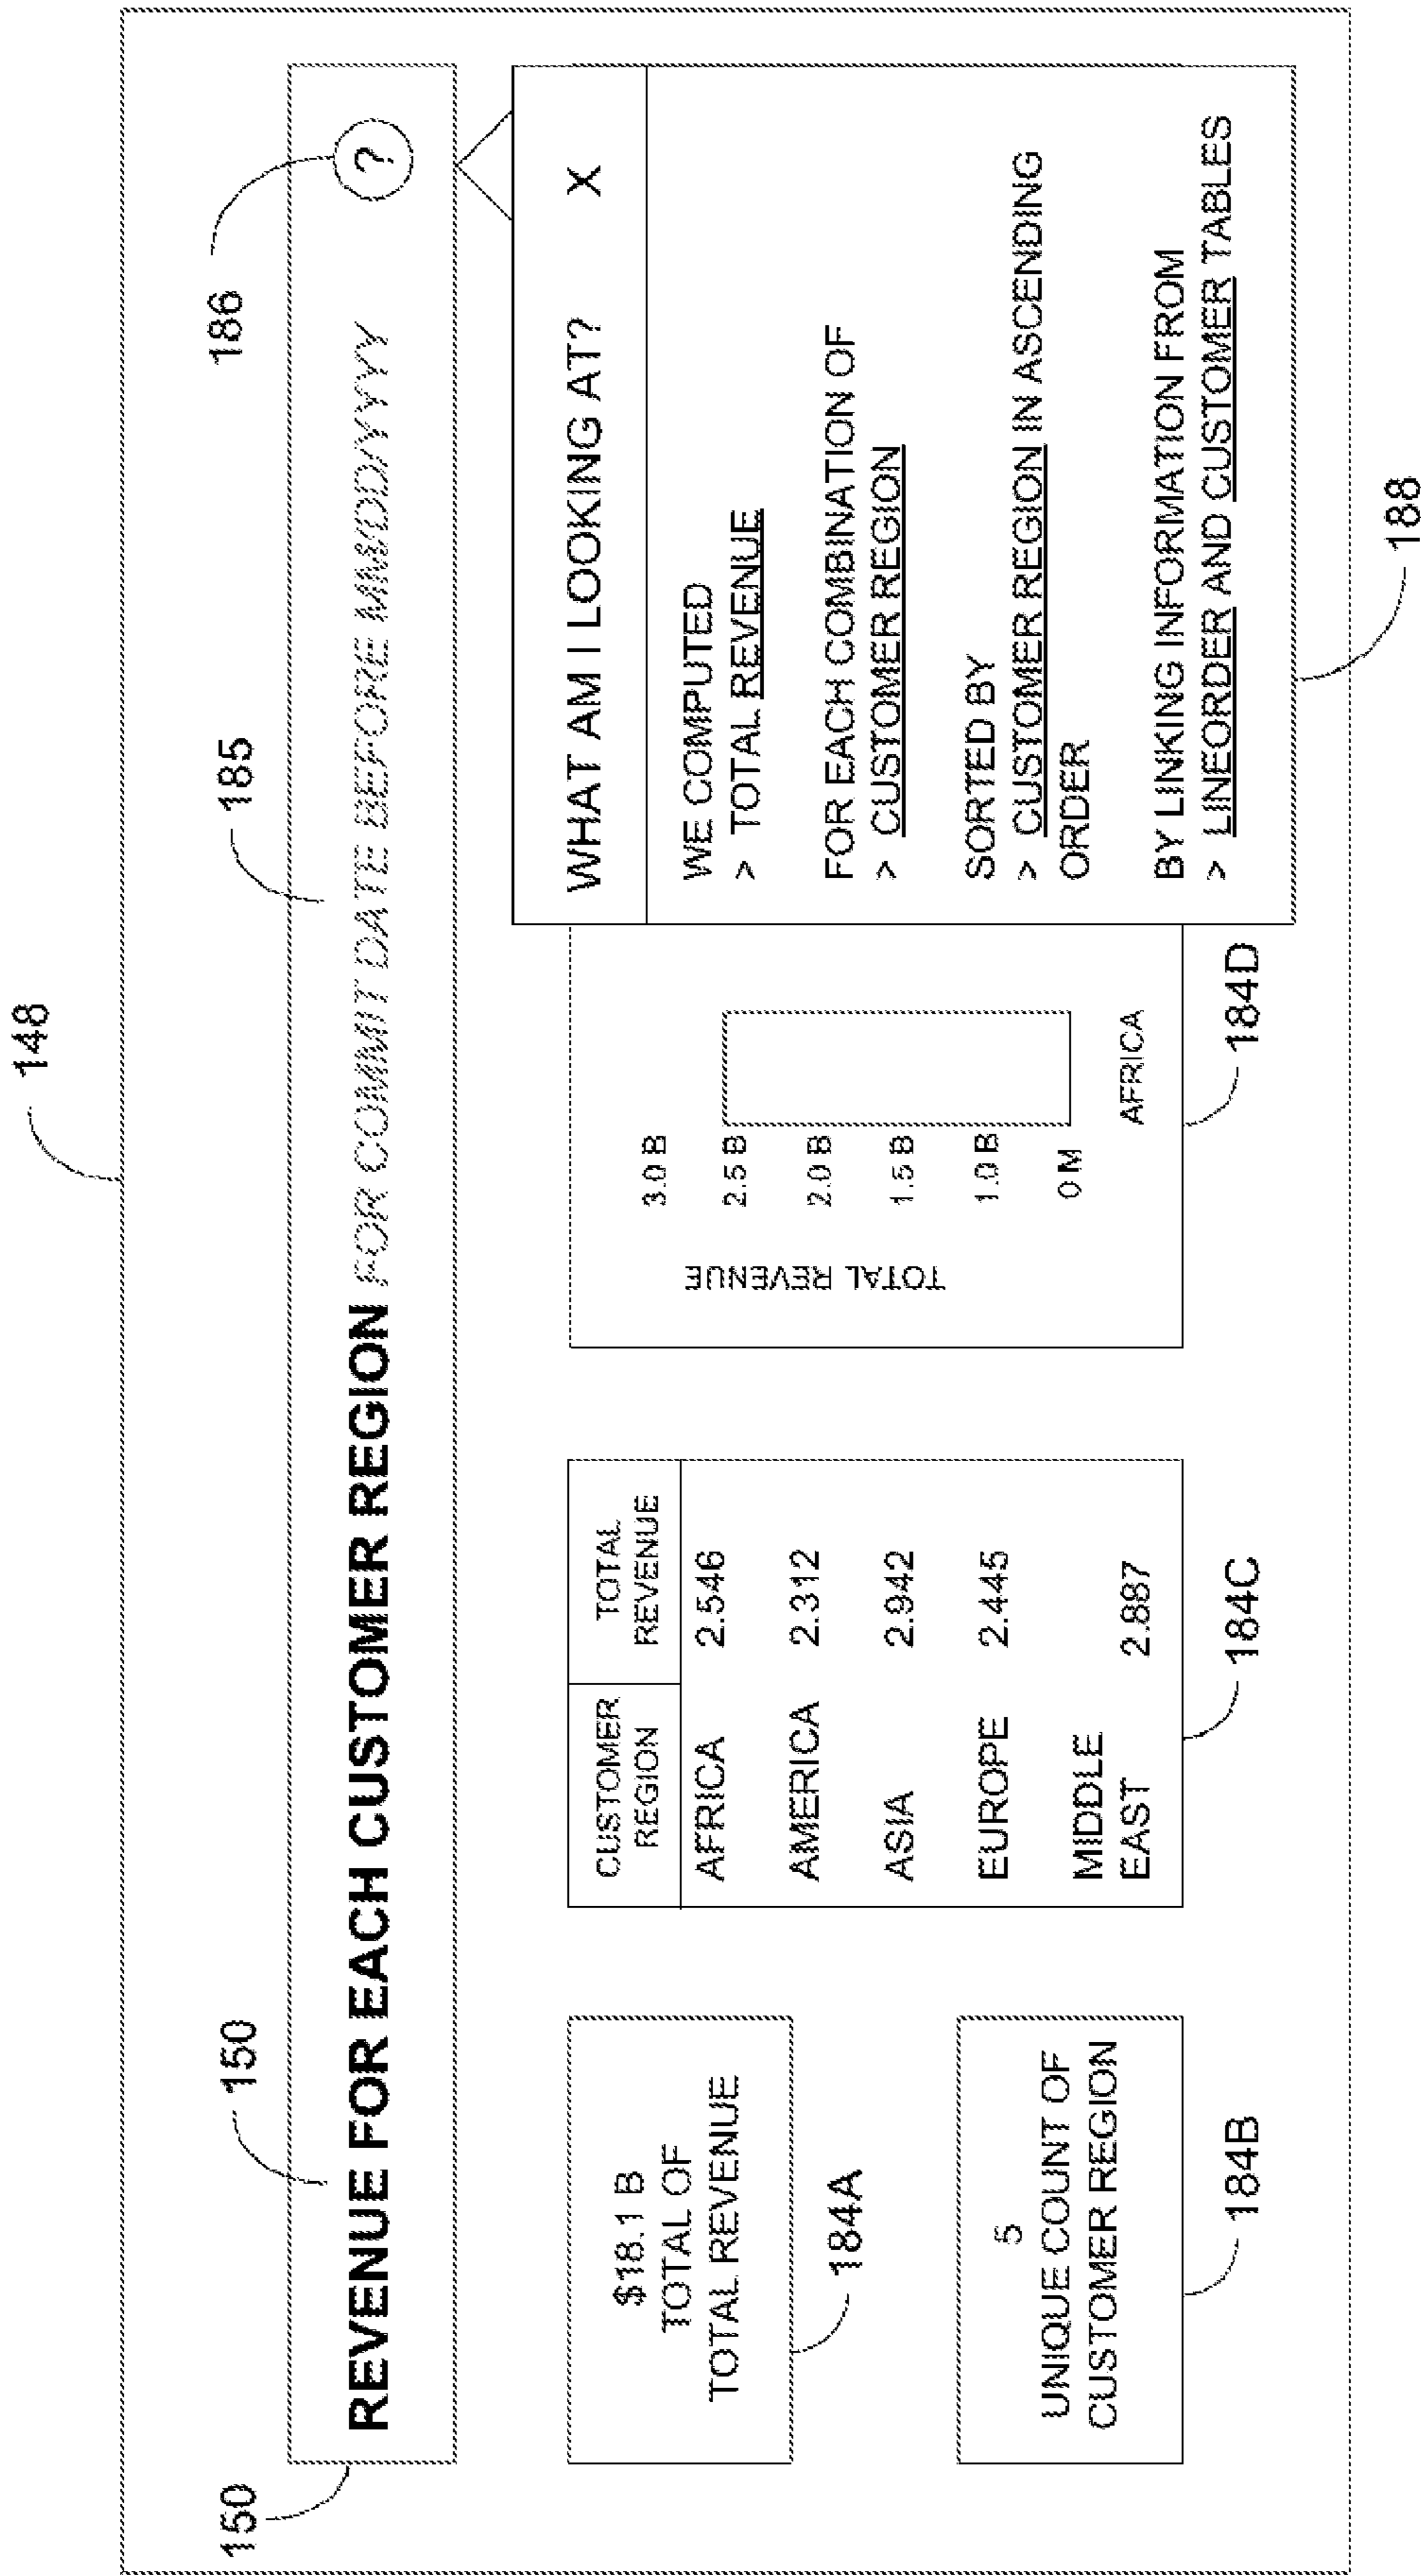 148
150
150
185
186
REVENUE FOR EACH CUSTOMER REGION FOR COMMIT DATE BEFORE MM/DD/YYYY
?
$18.1 B
TOTAL OF
TOTAL REVENUE
184A
5
UNIQUE COUNT OF
CUSTOMER REGION
184B
CUSTOMER REGION TOTAL REVENUE
AFRICA 2.546
AMERICA 2.312
ASIA 2.942
EUROPE 2.445
MIDDLE
EAST 2.887
184C
TOTAL REVENUE
3.0 B
2.5 B
2.0 B
1.5 B
1.0 B
0 M
AFRICA
184D
WHAT AM I LOOKING AT? X
WE COMPUTED
> TOTAL REVENUE
FOR EACH COMBINATION OF
> CUSTOMER REGION
SORTED BY
> CUSTOMER REGION IN ASCENDING
ORDER
BY LINKING INFORMATION FROM
> LINEORDER AND CUSTOMER TABLES
188